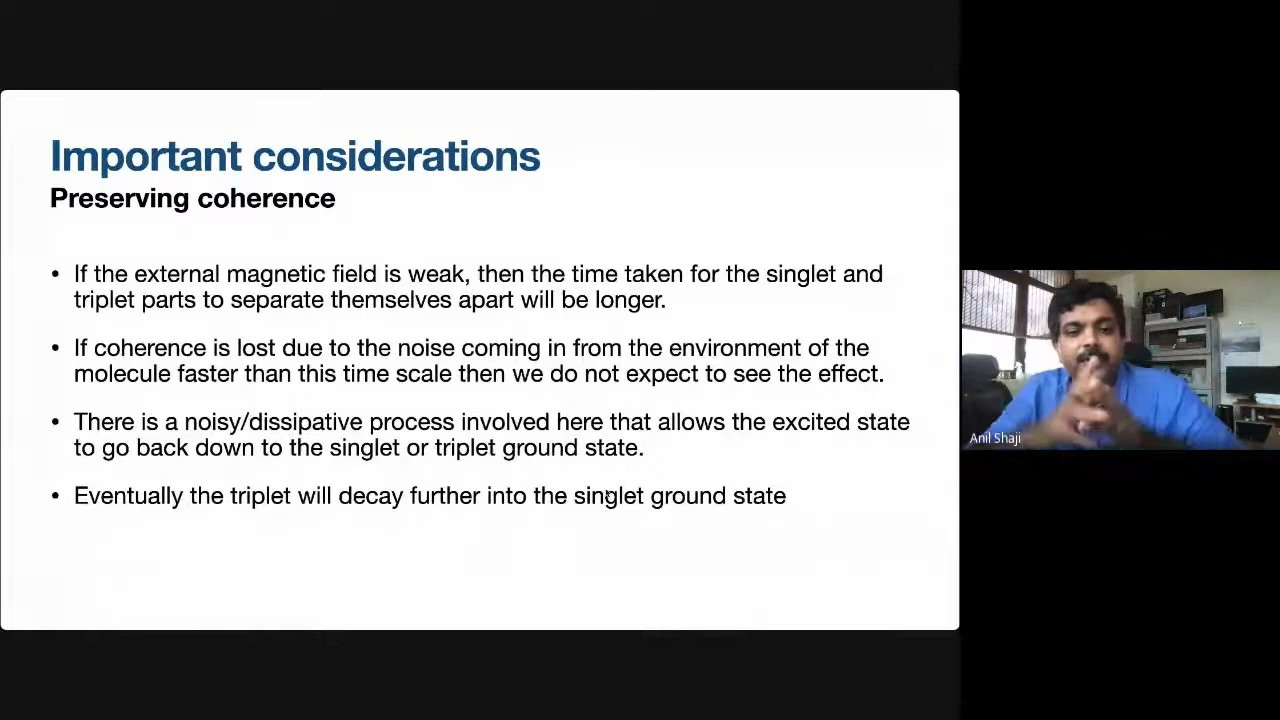 Important considerations
Preserving coherence
• If the external magnetic field is weak, then the time taken for the singlet and
triplet parts to separate themselves apart will be longer.
• If coherence is lost due to the noise coming in from the environment of the
molecule faster than this time scale then we do not expect to see the effect.
• There is a noisy/dissipative process involved here that allows the excited state
to go back down to the singlet or triplet ground state.
• Eventually the triplet will decay further into the singlet ground state
Anil Shaji